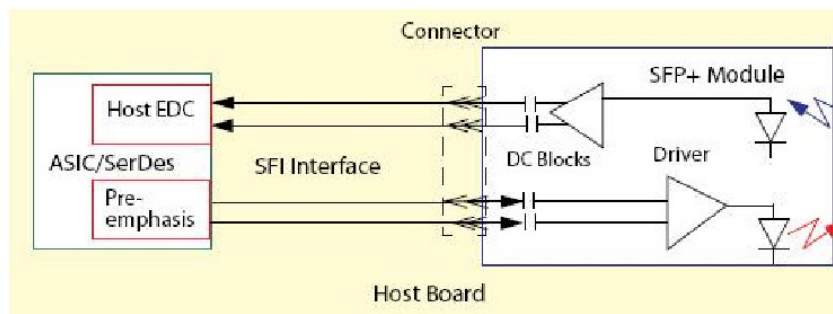 Connector
SFP+ Module
Host EDC
DC Blocks
Driver
ASIC/SerDes
SFI Interface
Pre-
emphasis
Host Board